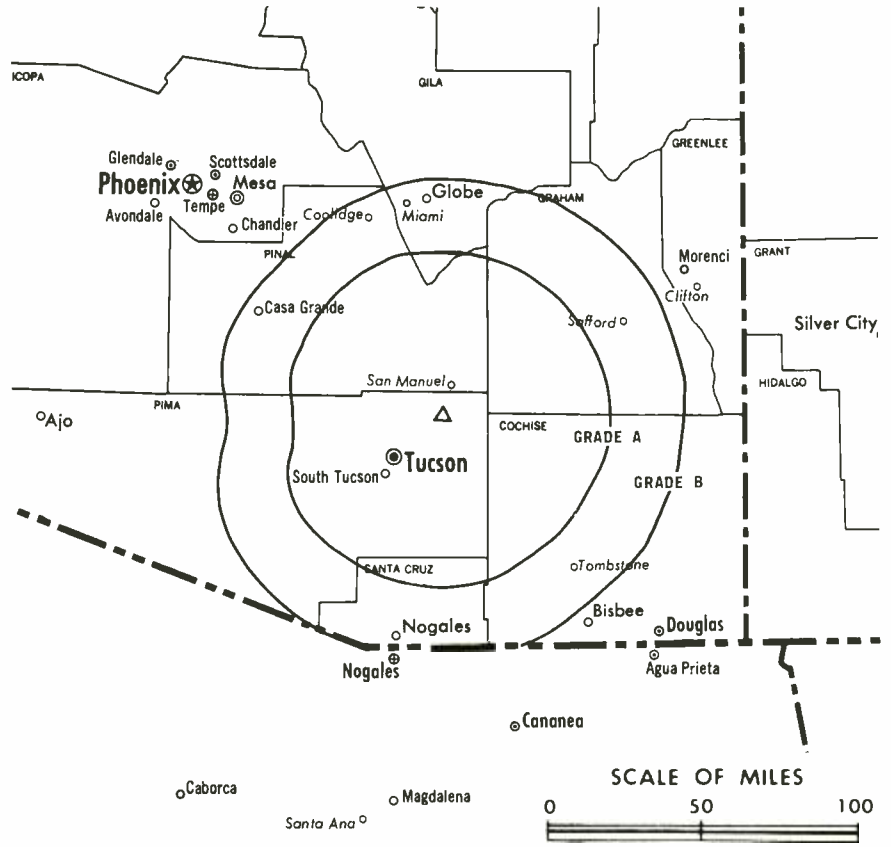 ICOPA
GILA
GREENLEE
Glendale
Scottsdale
Phoenix
Mesa
Tempe
Avondale
Chandler
Coolidge
Miami
Globe
GRAHAM
PINAL
Morenci
GRANT
Clifton
Casa Grande
Safford
Silver City
San Manuel
HIDALGO
PIMA
Ajo
COCHISE
GRADE A
Tucson
South Tucson
GRADE B
SANTA CRUZ
Tombstone
Bisbee
Nogales
Douglas
Nogales
Agua Prieta
Cananea
Caborca
Magdalena
Santa Ana
SCALE OF MILES
0 50 100